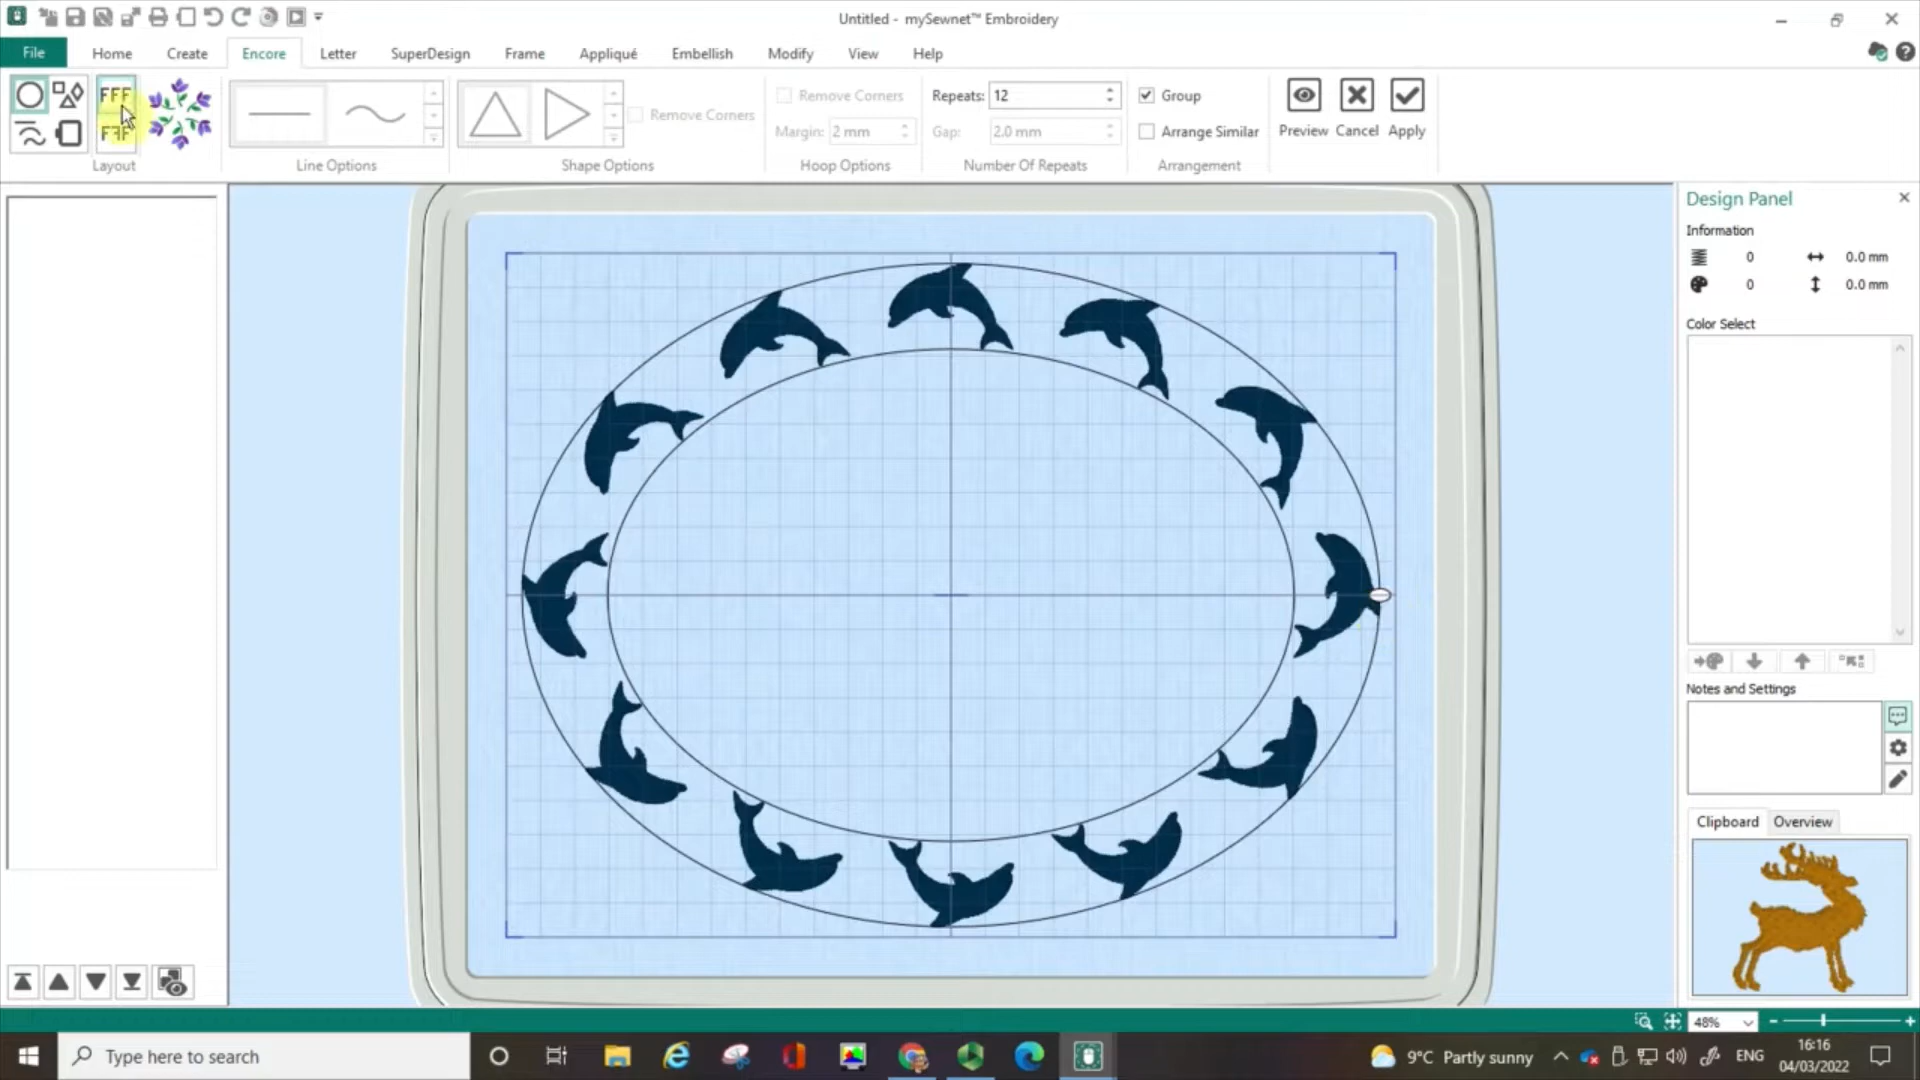 Untitled - mySewnet™ Embroidery
File Home Create Encore Letter SuperDesign Frame Appliqué Embellish Modify View Help
FFF
FFF
Remove Corners
Remove Corners
Margin: 2 mm
Repeats: 12
Gap: 2.0 mm
Group
Arrange Similar
Preview Cancel Apply
Layout Line Options Shape Options Hoop Options Number Of Repeats Arrangement
Design Panel
Information
0 0.0 mm
0 0.0 mm
Color Select
Notes and Settings
Clipboard Overview
48%
Type here to search
9°C Partly sunny
ENG
16:16
04/03/2022